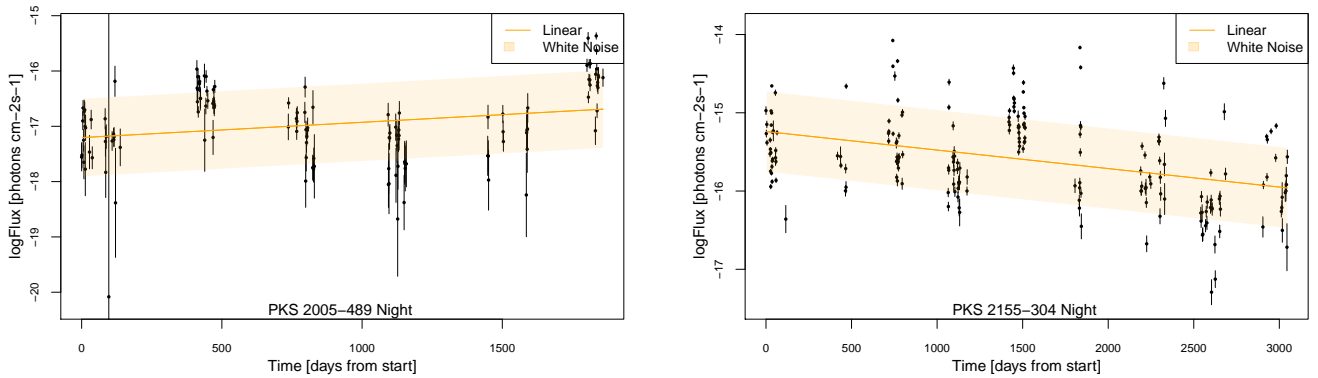 Linear
White Noise
logFlux [photons cm−2s−1]
−15
−16
−17
−18
−19
−20
PKS 2005−489 Night
0 500 1000 1500
Time [days from start]
Linear
White Noise
logFlux [photons cm−2s−1]
−14
−15
−16
−17
PKS 2155−304 Night
0 500 1000 1500 2000 2500 3000
Time [days from start]